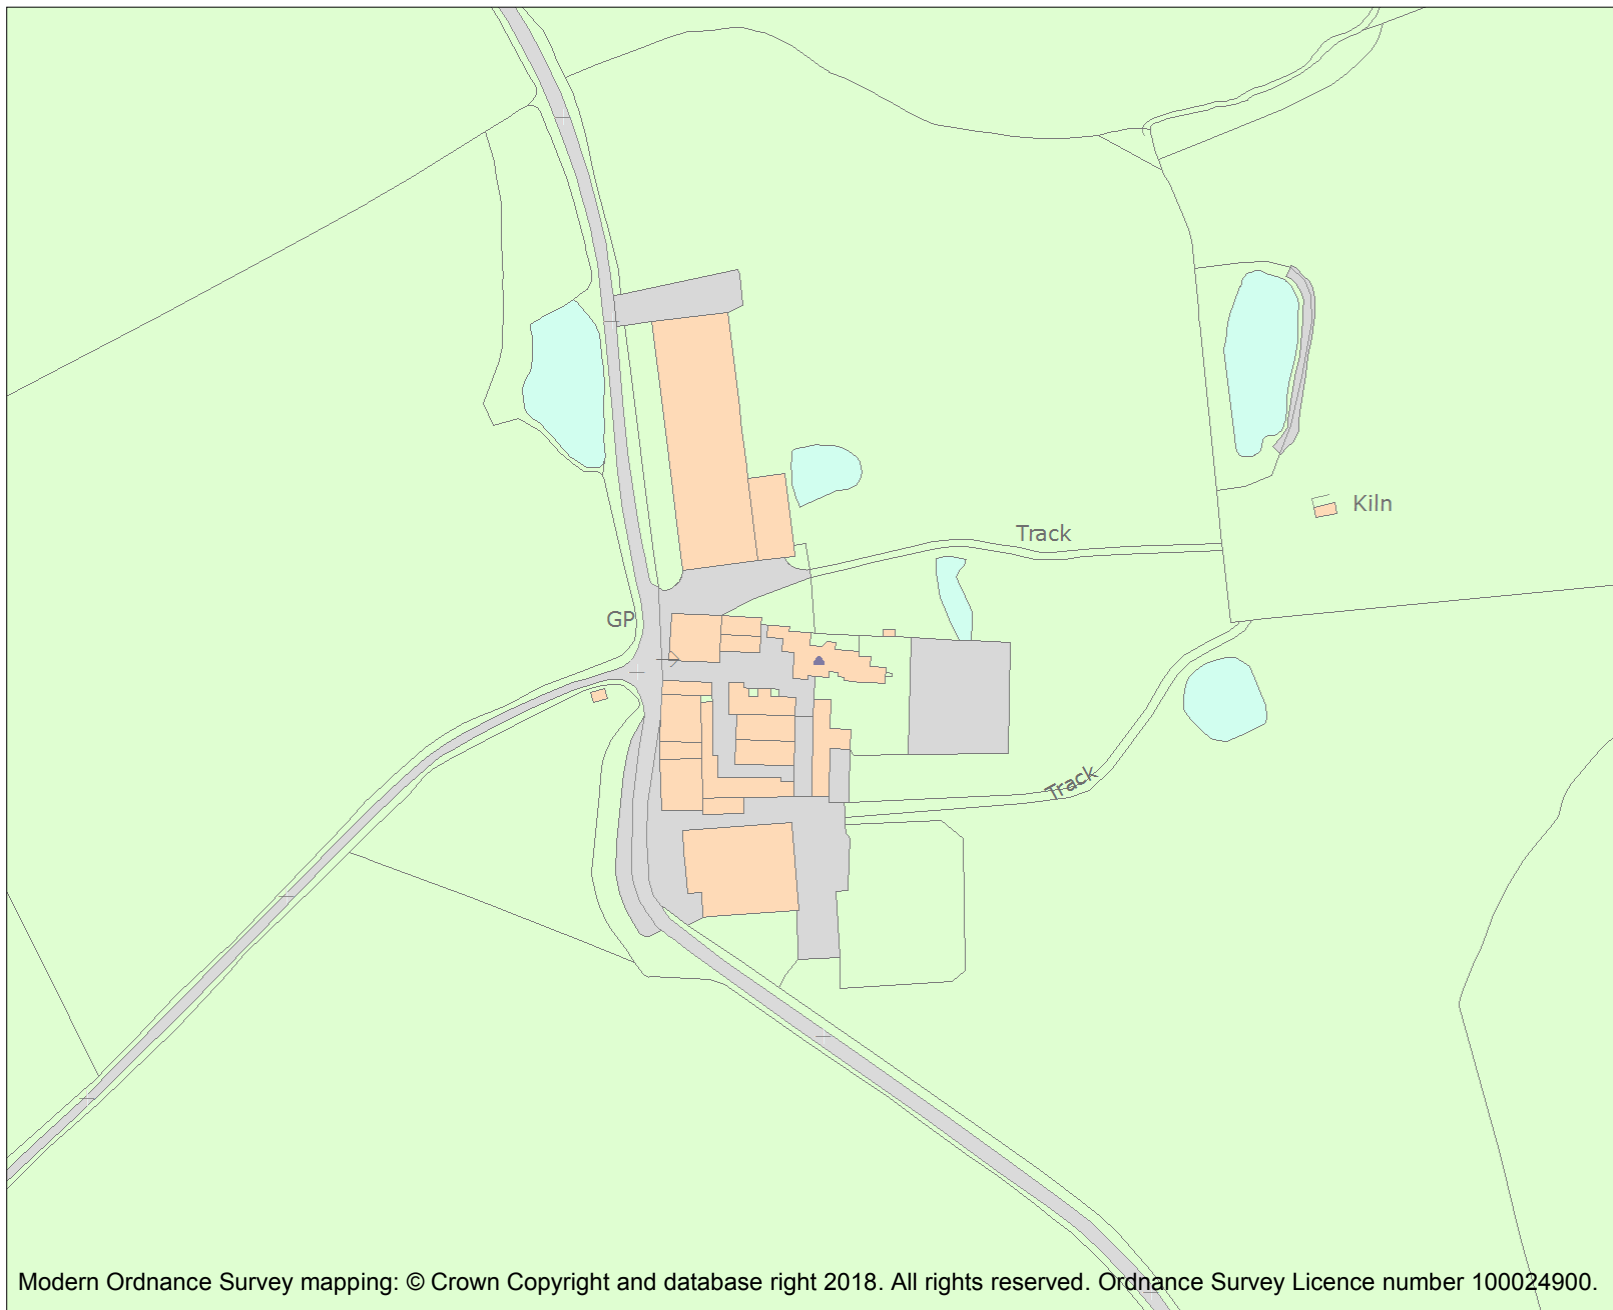 Kiln
Track
GP
Track
Modern Ordnance Survey mapping: © Crown Copyright and database right 2018. All rights reserved. Ordnance Survey Licence number 100024900.